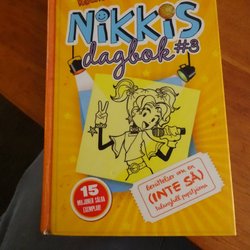 NIKKIS
dagbok #3
15
MILJONER SÅLDA
EXEMPLAR!
Berättelser om en
(INTE SÅ)
talangfull popstjärna